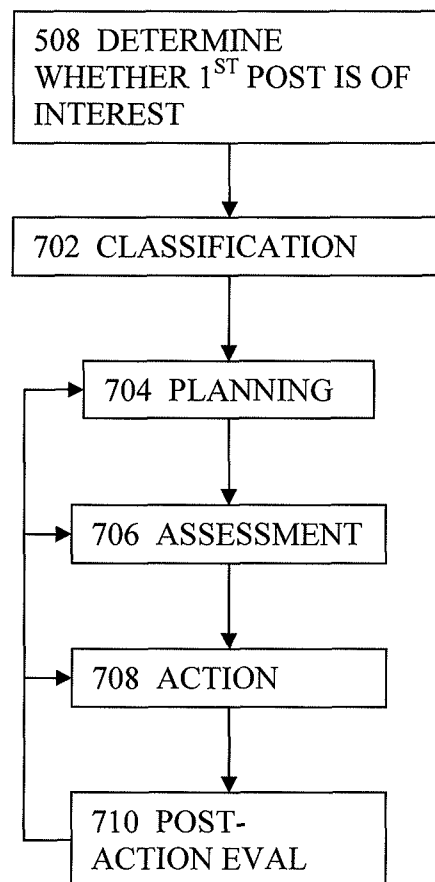 508 DETERMINE
WHETHER 1ST POST IS OF
INTEREST
702 CLASSIFICATION
704 PLANNING
706 ASSESSMENT
708 ACTION
710 POST-
ACTION EVAL